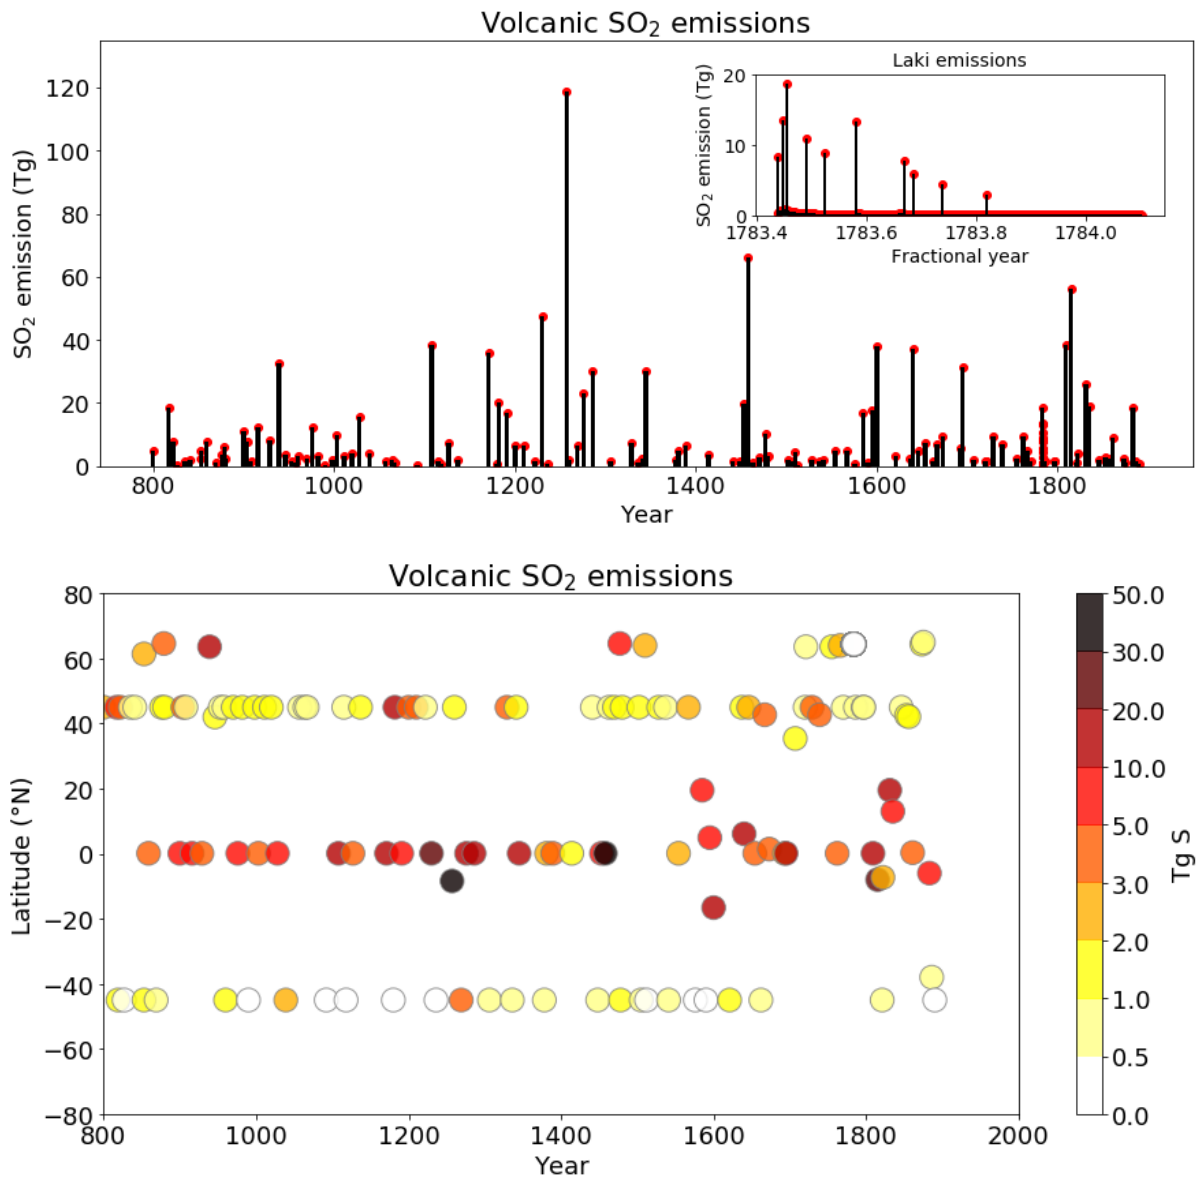 Volcanic SO₂ emissions
SO₂ emission (Tg)
120
100
80
60
40
20
0
800 1000 1200 1400 1600 1800
Year
Laki emissions
SO₂ emission (Tg)
20
10
0
1783.4 1783.6 1783.8 1784.0
Fractional year
Volcanic SO₂ emissions
Latitude (°N)
80
60
40
20
0
−20
−40
−60
−80
800 1000 1200 1400 1600 1800 2000
Year
50.0
30.0
20.0
10.0
5.0
3.0
2.0
1.0
0.5
0.0
Tg S